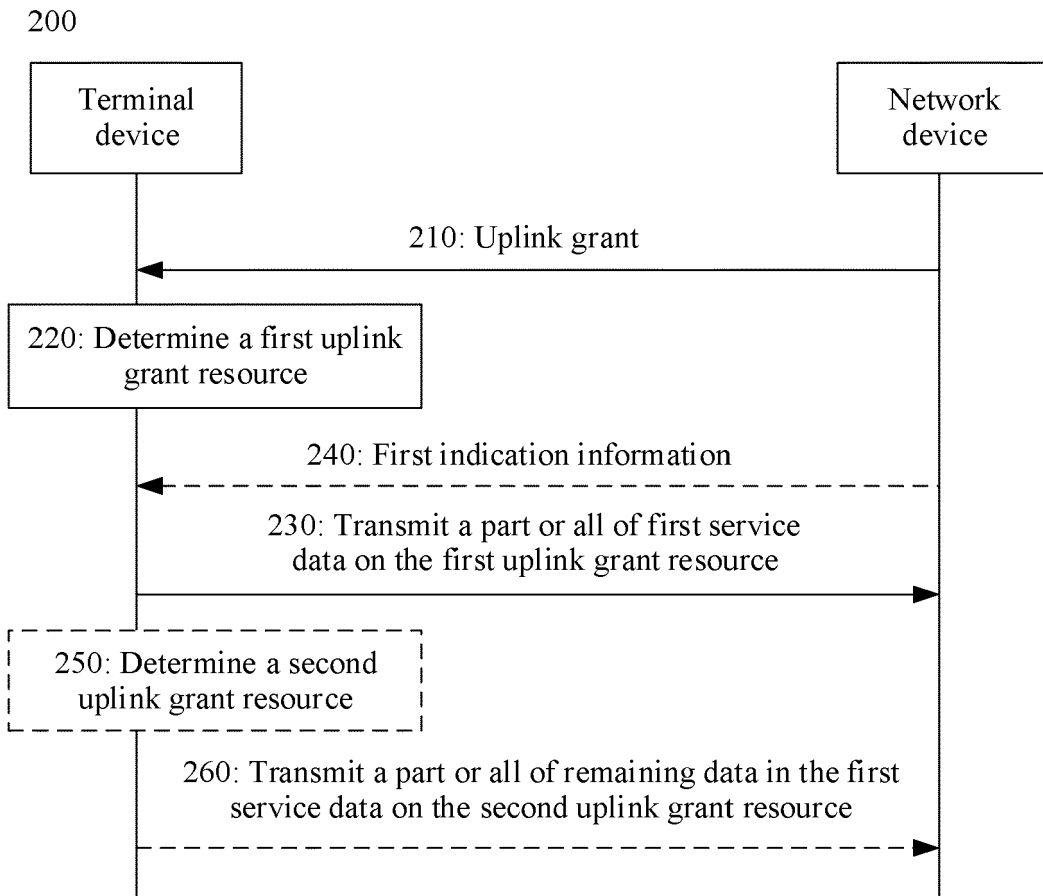 200
Terminal
device
Network
device
210: Uplink grant
220: Determine a first uplink
grant resource
240: First indication information
230: Transmit a part or all of first service
data on the first uplink grant resource
250: Determine a second
uplink grant resource
260: Transmit a part or all of remaining data in the first
service data on the second uplink grant resource